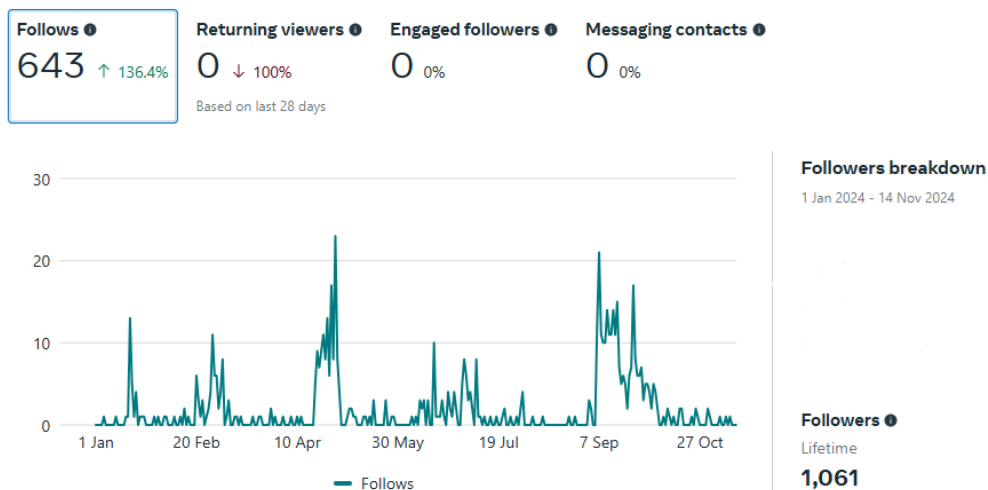 Follows
643 ↑ 136.4%
Returning viewers
0 ↓ 100%
Based on last 28 days
Engaged followers
0 0%
Messaging contacts
0 0%
30
20
10
0
1 Jan 20 Feb 10 Apr 30 May 19 Jul 7 Sep 27 Oct
Follows
Followers breakdown
1 Jan 2024 - 14 Nov 2024
Followers
Lifetime
1,061